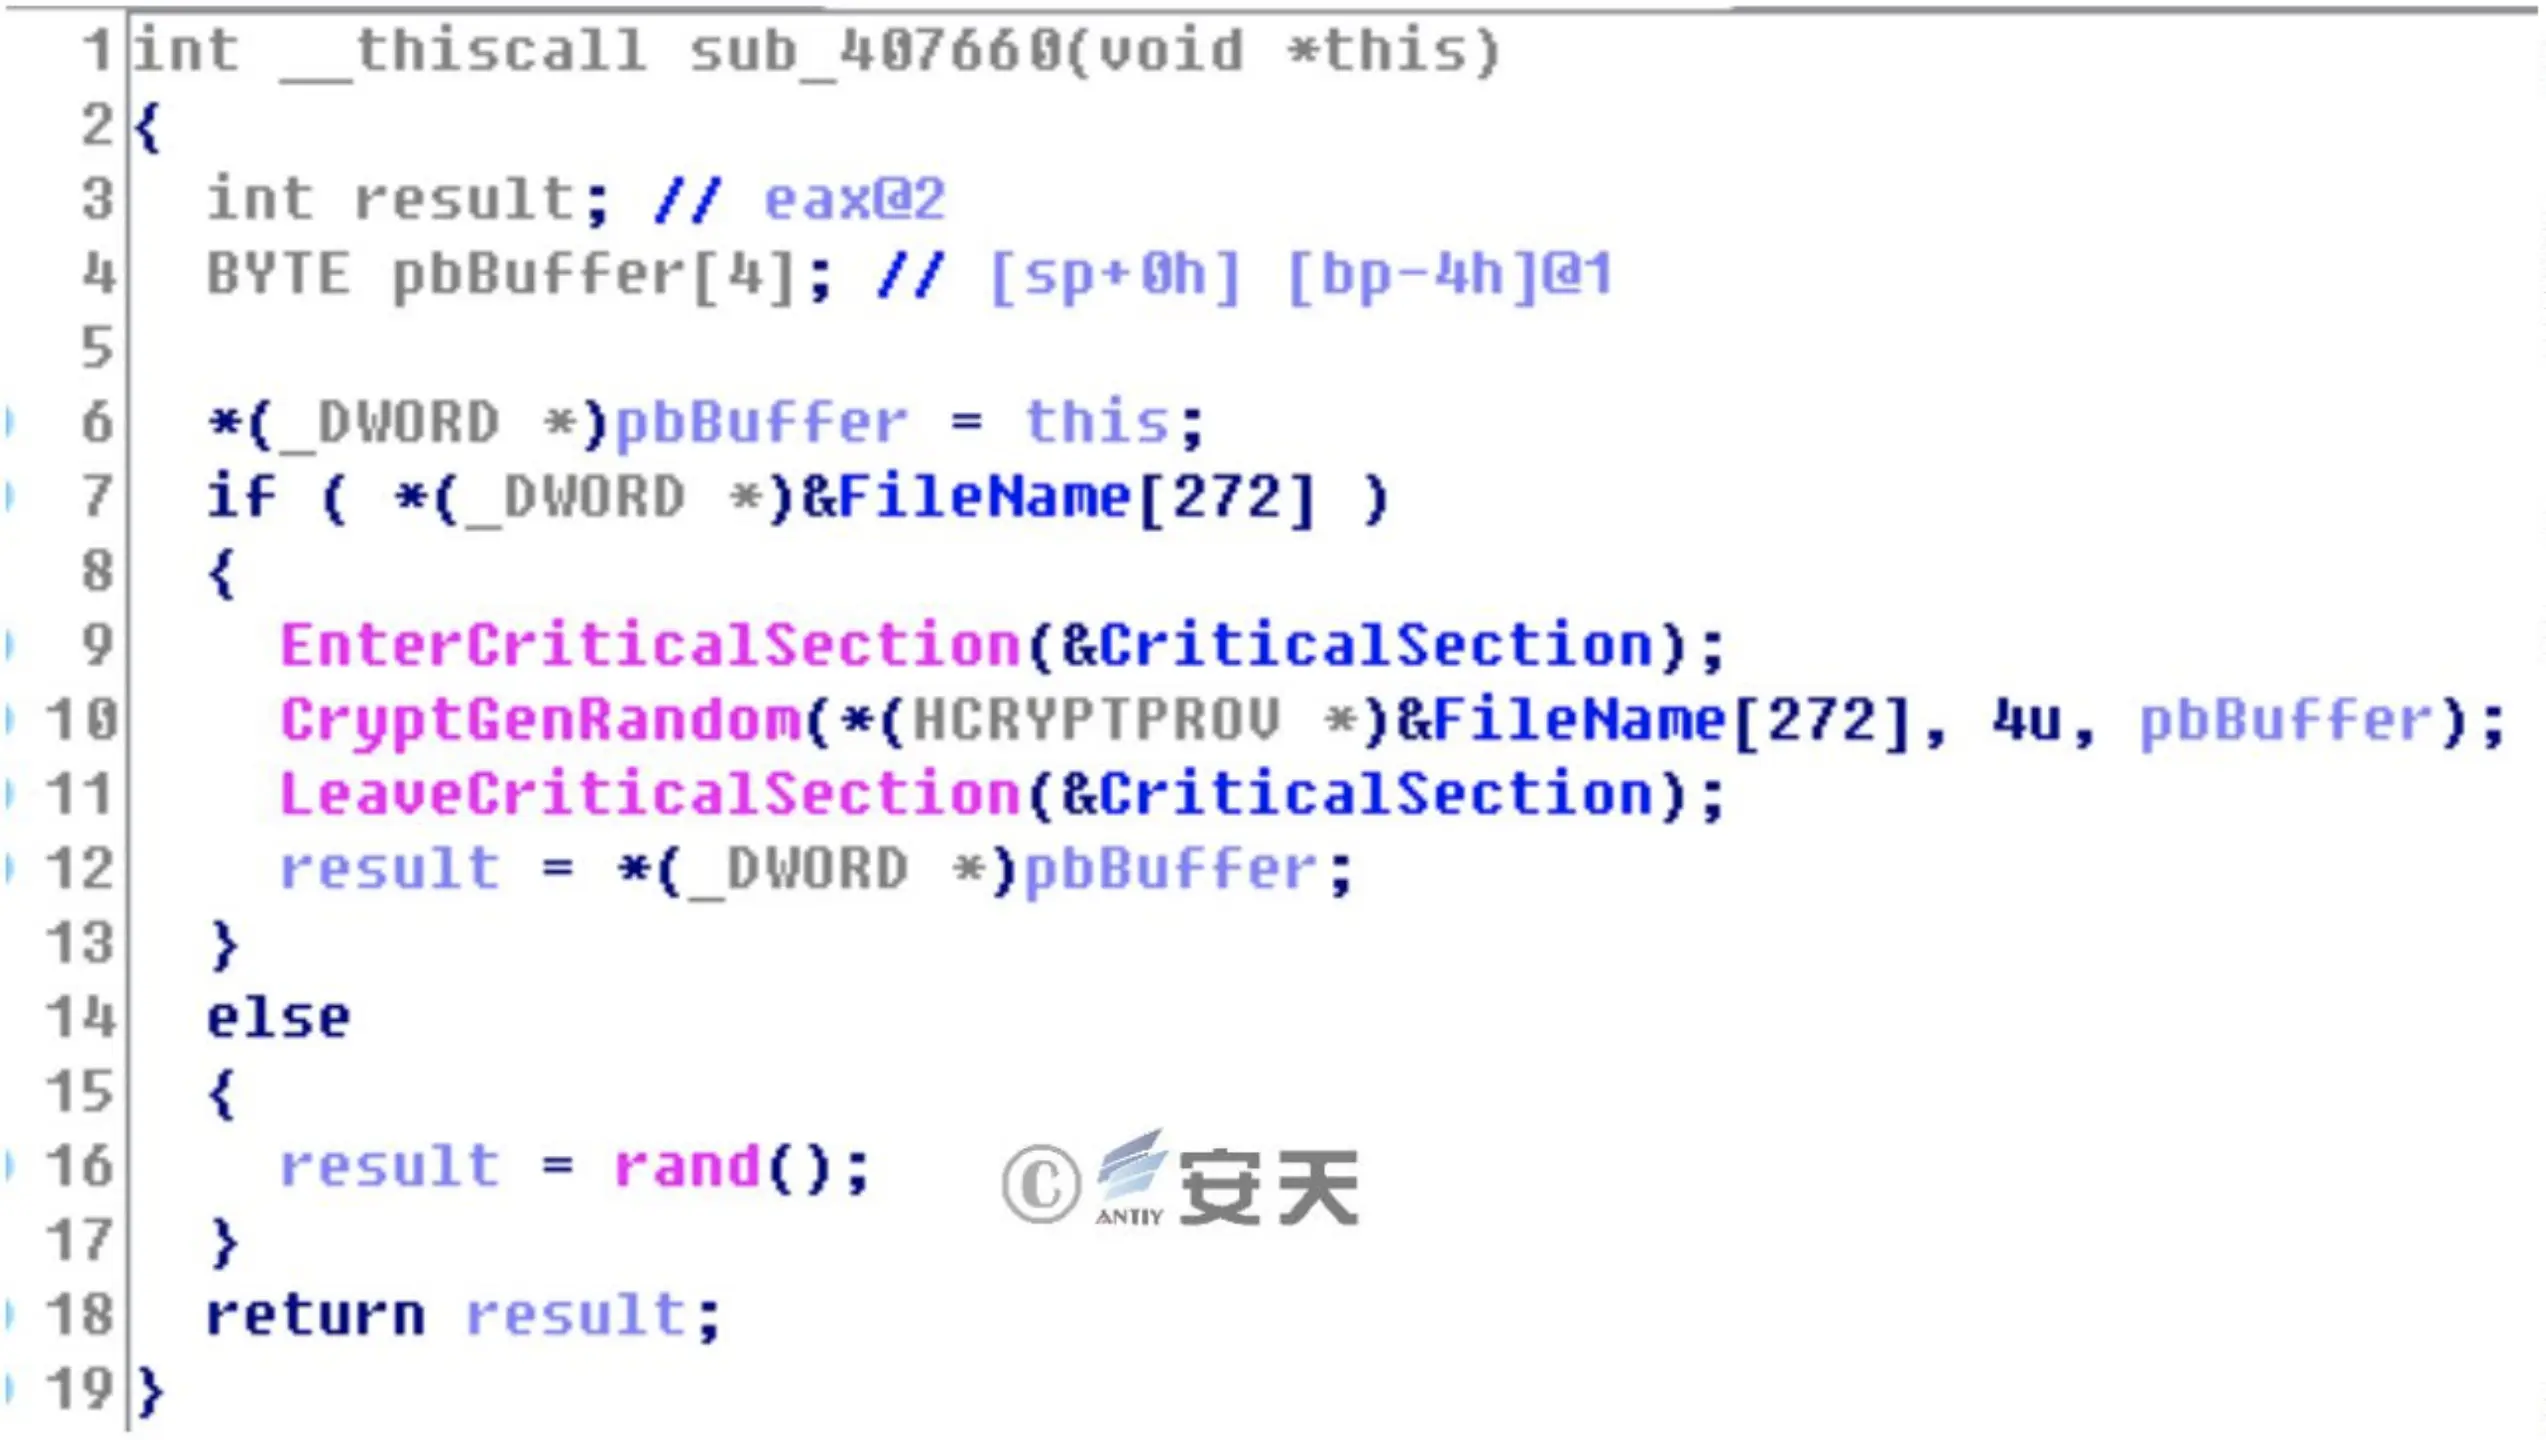 1 int __thiscall sub_407660(void *this)
2 {
3 int result; // eax@2
4 BYTE pbBuffer[4]; // [sp+0h] [bp-4h]@1
5
6 *(_DWORD *)pbBuffer = this;
7 if ( *(_DWORD *)&FileName[272] )
8 {
9 EnterCriticalSection(&CriticalSection);
10 CryptGenRandom(*(HCRYPTPROV *)&FileName[272], 4u, pbBuffer);
11 LeaveCriticalSection(&CriticalSection);
12 result = *(_DWORD *)pbBuffer;
13 }
14 else
15 {
16 result = rand();
© ANTIY 安天
17 }
18 return result;
19 }